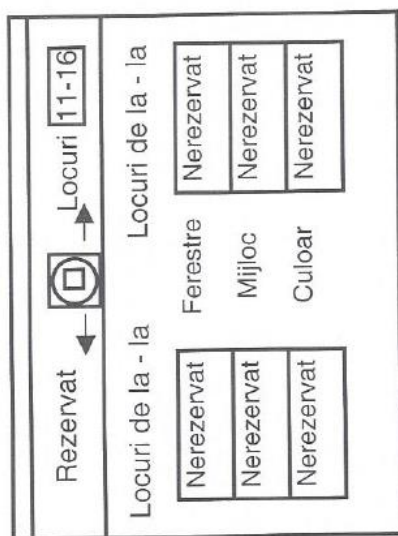 Rezervat Locuri 11-16
Locuri de la - la Locuri de la - la
Nerezervat Ferestre Nerezervat
Nerezervat Mijloc Nerezervat
Nerezervat Culoar Nerezervat